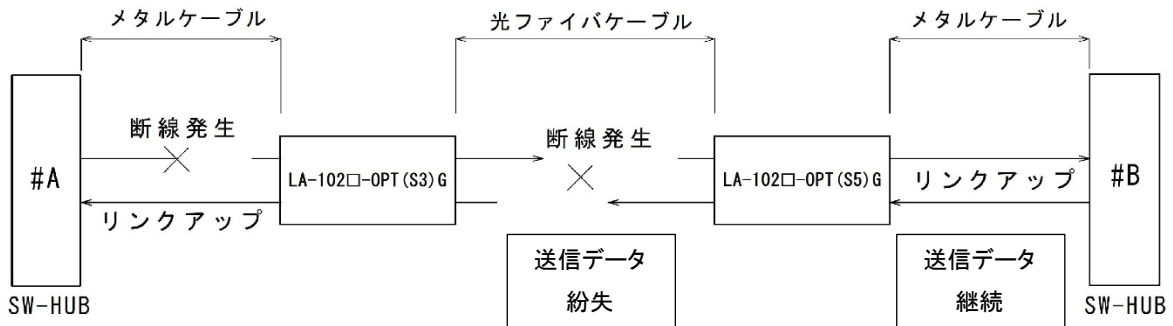 メタルケーブル
光ファイバケーブル
メタルケーブル
断線発生
断線発生
#A
LA-102□-OPT(S3)G
LA-102□-OPT(S5)G
#B
リンクアップ
リンクアップ
送信データ
紛失
送信データ
継続
SW-HUB
SW-HUB